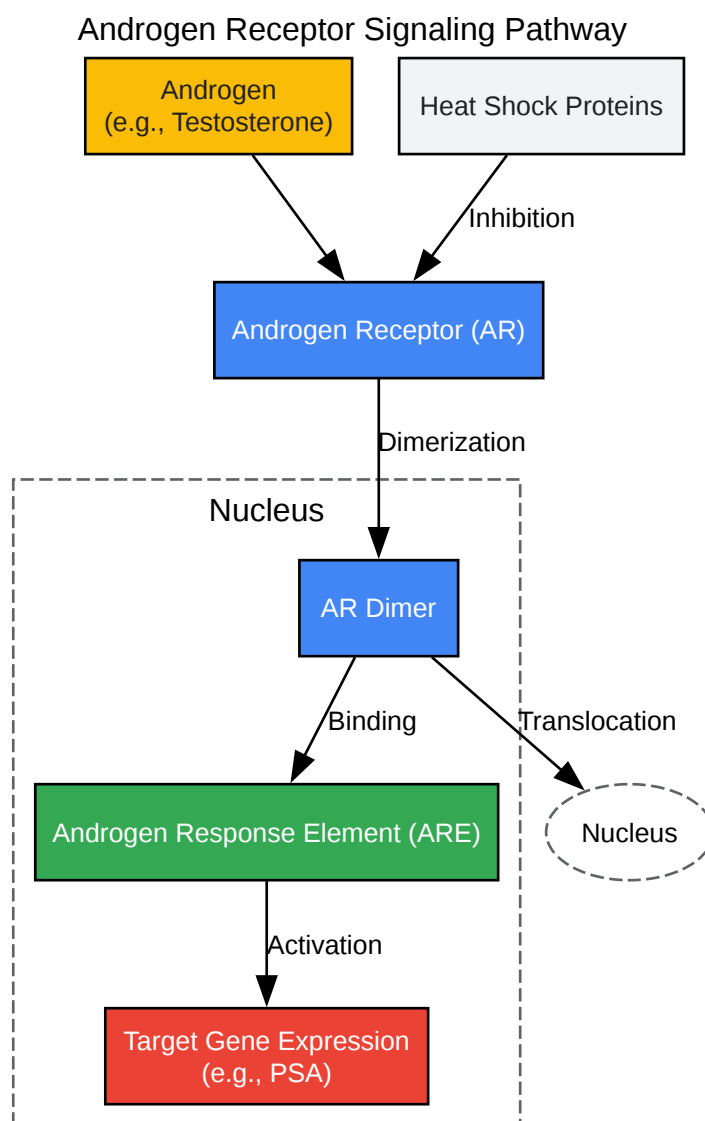 Androgen Receptor Signaling Pathway
Androgen
(e.g., Testosterone)
Heat Shock Proteins
Inhibition
Androgen Receptor (AR)
Dimerization
Nucleus
AR Dimer
Binding
Translocation
Androgen Response Element (ARE)
Nucleus
Activation
Target Gene Expression
(e.g., PSA)